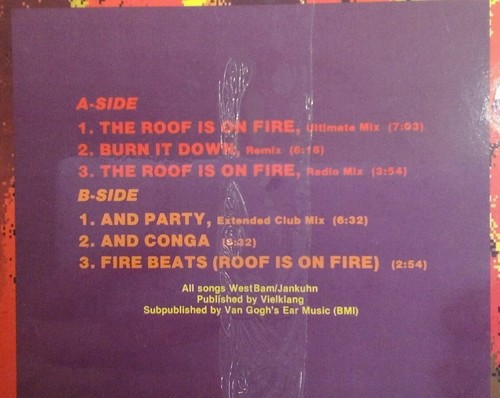 A-SIDE
1. THE ROOF IS ON FIRE, Ultimate Mix (7:03)
2. BURN IT DOWN, Remix (6:16)
3. THE ROOF IS ON FIRE, Radio Mix (3:54)
B-SIDE
1. AND PARTY, Extended Club Mix (6:32)
2. AND CONGA
3. FIRE BEATS (ROOF IS ON FIRE) (2:54)
All songs WestBam/Jankuhn
Published by Vielklang
Subpublished by Van Gogh's Ear Music (BMI)